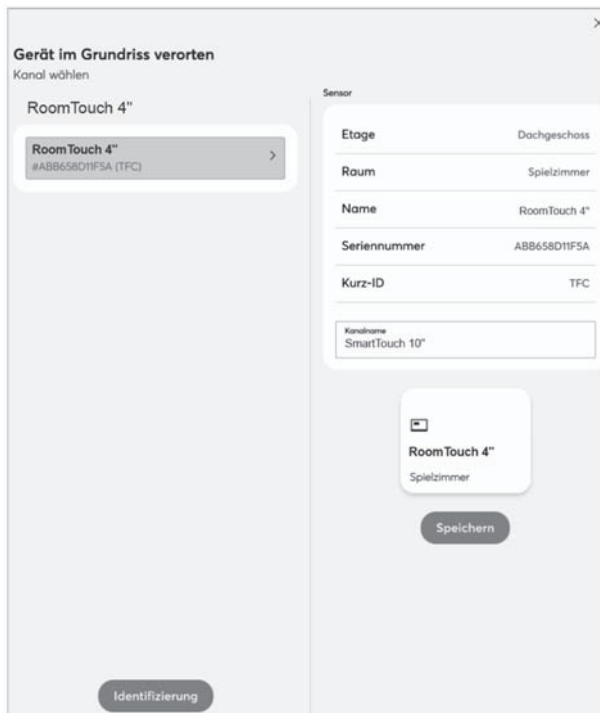 Gerät im Grundriss verorten
Kanal wählen
RoomTouch 4"
RoomTouch 4"
#ABB658D11F5A (TFC)
Identifizierung
Sensor
Etage Dachgeschoss
Raum Spielzimmer
Name RoomTouch 4"
Seriennummer ABB658D11F5A
Kurz-ID TFC
Kanalname
SmartTouch 10"
RoomTouch 4"
Spielzimmer
Speichern